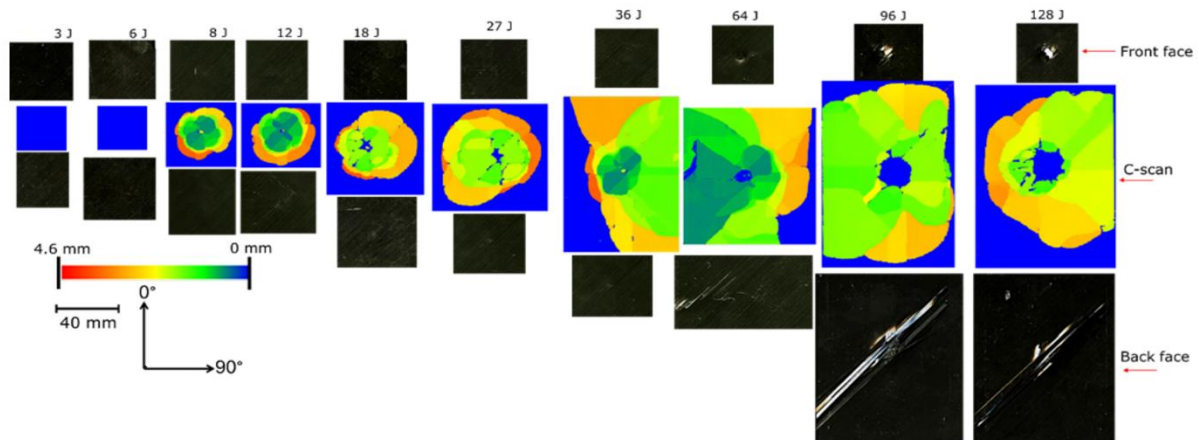 3 J
6 J
8 J
12 J
18 J
27 J
36 J
64 J
96 J
128 J
Front face
C-scan
4.6 mm
0 mm
0°
40 mm
90°
Back face